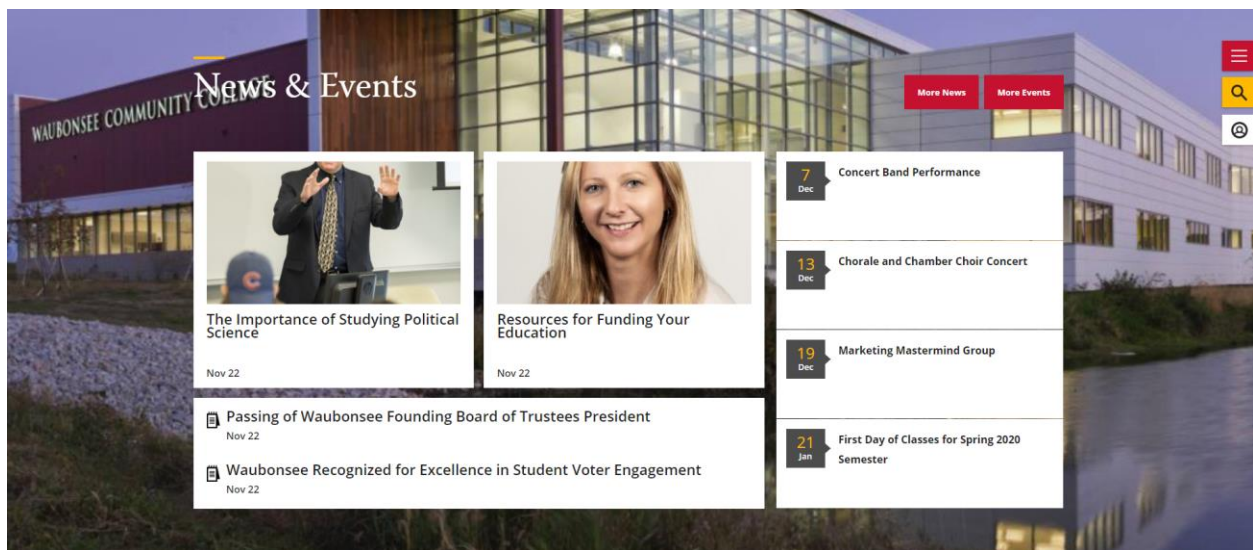 WAUBONSEE COMMUNITY COLLEGE
News & Events
More News
More Events
The Importance of Studying Political
Science
Nov 22
Resources for Funding Your
Education
Nov 22
Passing of Waubonsee Founding Board of Trustees President
Nov 22
Waubonsee Recognized for Excellence in Student Voter Engagement
Nov 22
7
Dec
Concert Band Performance
13
Dec
Chorale and Chamber Choir Concert
19
Dec
Marketing Mastermind Group
21
Jan
First Day of Classes for Spring 2020
Semester
C